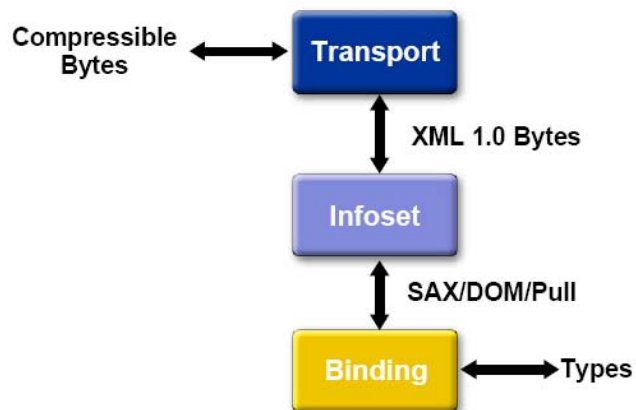 Compressible
Bytes
Transport
XML 1.0 Bytes
Infoset
SAX/DOM/Pull
Binding
Types